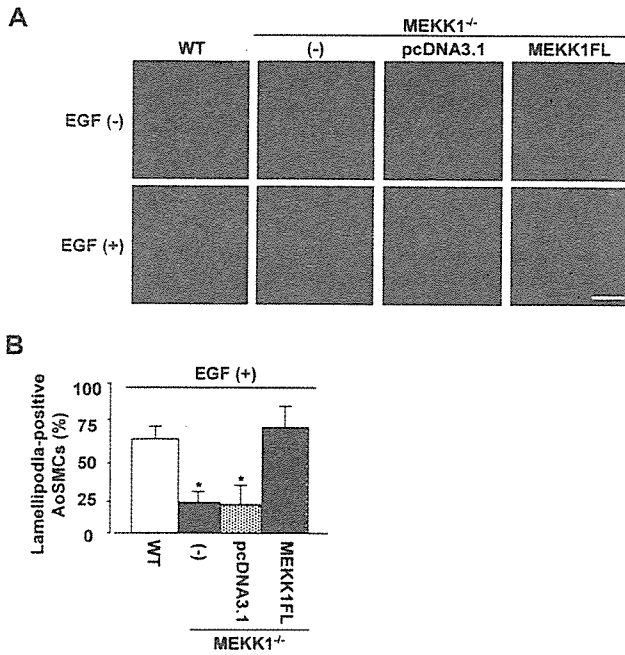 A
MEKK1-/-
WT (-) pcDNA3.1 MEKK1FL
EGF (-)
EGF (+)
B
EGF (+)
Lamellipodia-positive
AoSMCs (%)
100
75
50
25
0
* *
WT
(-)
pcDNA3.1
MEKK1FL
MEKK1-/-